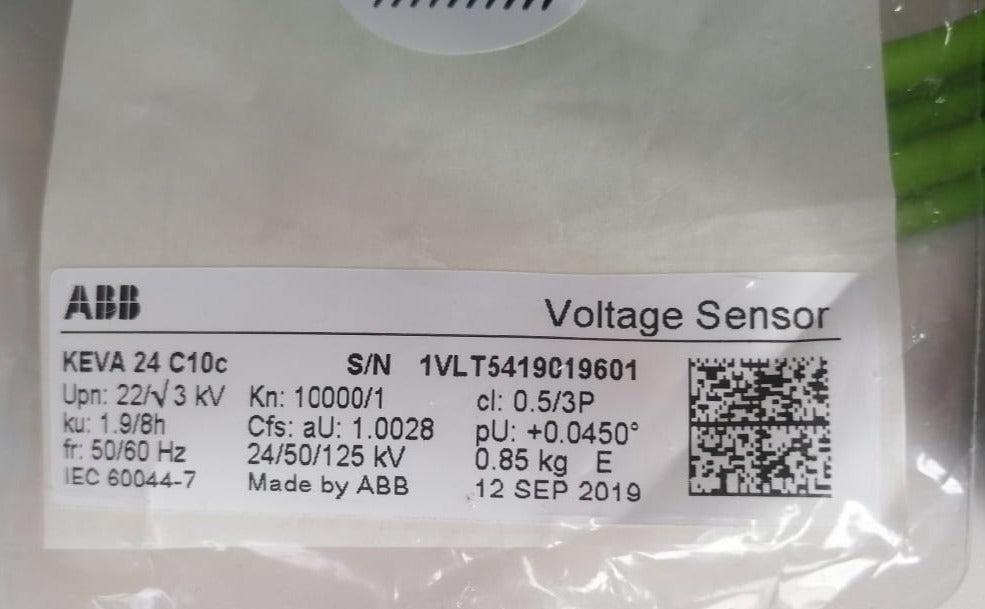 ABB
Voltage Sensor
KEVA 24 C10c S/N 1VLT5419019601
Upn: 22/√3 kV Kn: 10000/1 cl: 0.5/3P
ku: 1.9/8h Cfs: aU: 1.0028 pU: +0.0450°
fr: 50/60 Hz 24/50/125 kV 0.85 kg E
IEC 60044-7 Made by ABB 12 SEP 2019